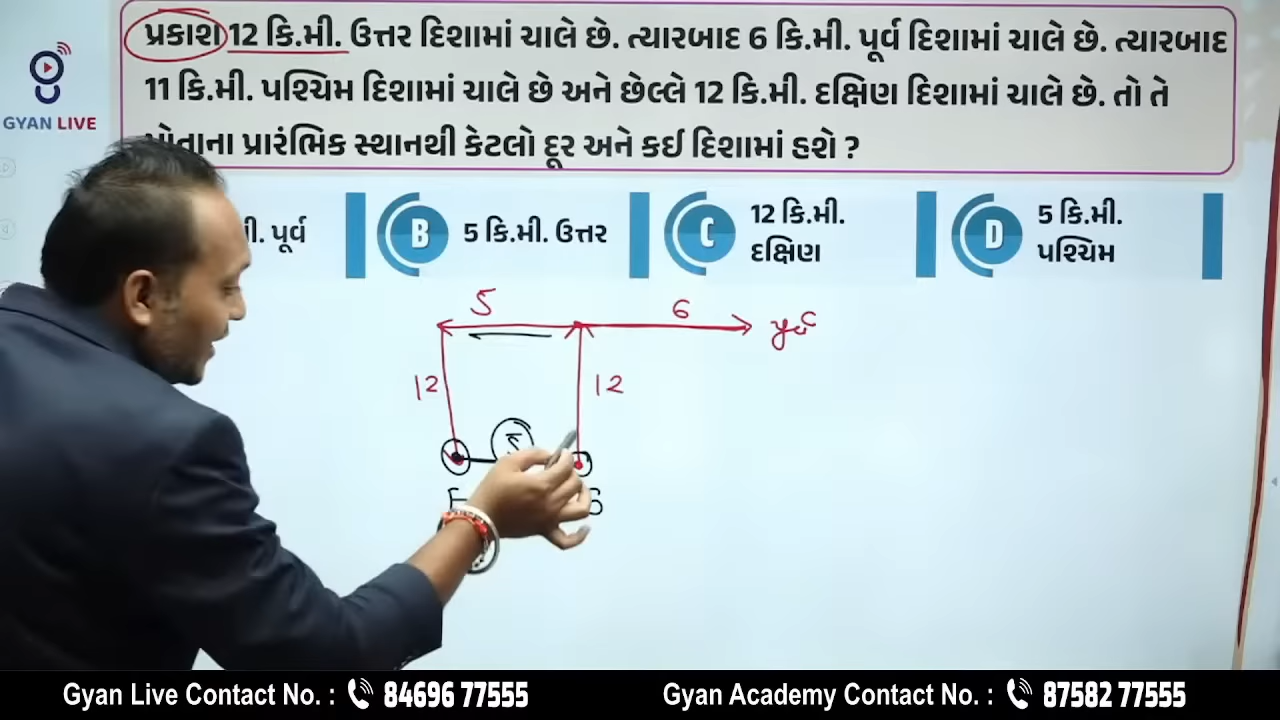 પ્રકાશ 12 કિ.મી. ઉત્તર દિશામાં ચાલે છે. ત્યારબાદ 6 કિ.મી. પૂર્વ દિશામાં ચાલે છે. ત્યારબાદ
11 કિ.મી. પશ્ચિમ દિશામાં ચાલે છે અને છેલ્લે 12 કિ.મી. દક્ષિણ દિશામાં ચાલે છે. તો તે
પ્રારંભિક સ્થાનથી કેટલો દૂર અને કઈ દિશામાં હશે ?
GYAN LIVE
પૂર્વ
B 5 કિ.મી. ઉત્તર
C 12 કિ.મી.
દક્ષિણ
D 5 કિ.મી.
પશ્ચિમ
5 6
12 12
Gyan Live Contact No. : 84696 77555 Gyan Academy Contact No. : 87582 77555